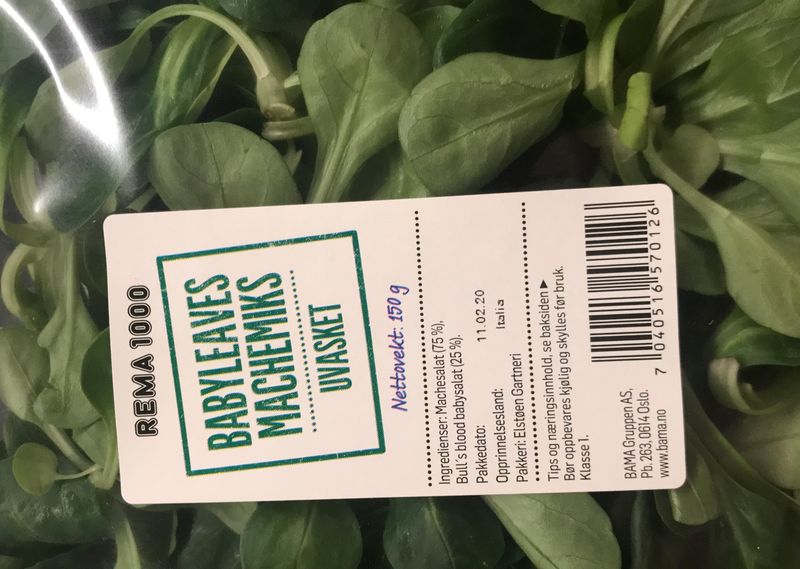 REMA 1000
BABYLEAVES
MACHEMIKS
UVASKET
Nettovekt: 150 g
Ingredienser: Machesalat (75 %),
Bull´s blood babysalat (25 %).
Pakkedato: 11.02.20
Opprinnelsesland: Italia
Pakkeri: Elstøen Gartneri
Tips og næringsinnhold, se baksiden ►
Bør oppbevares kjølig og skylles før bruk.
Klasse 1.
BAMA Gruppen AS,
Pb. 263, 0614 Oslo.
www.bama.no
7 040516 570126